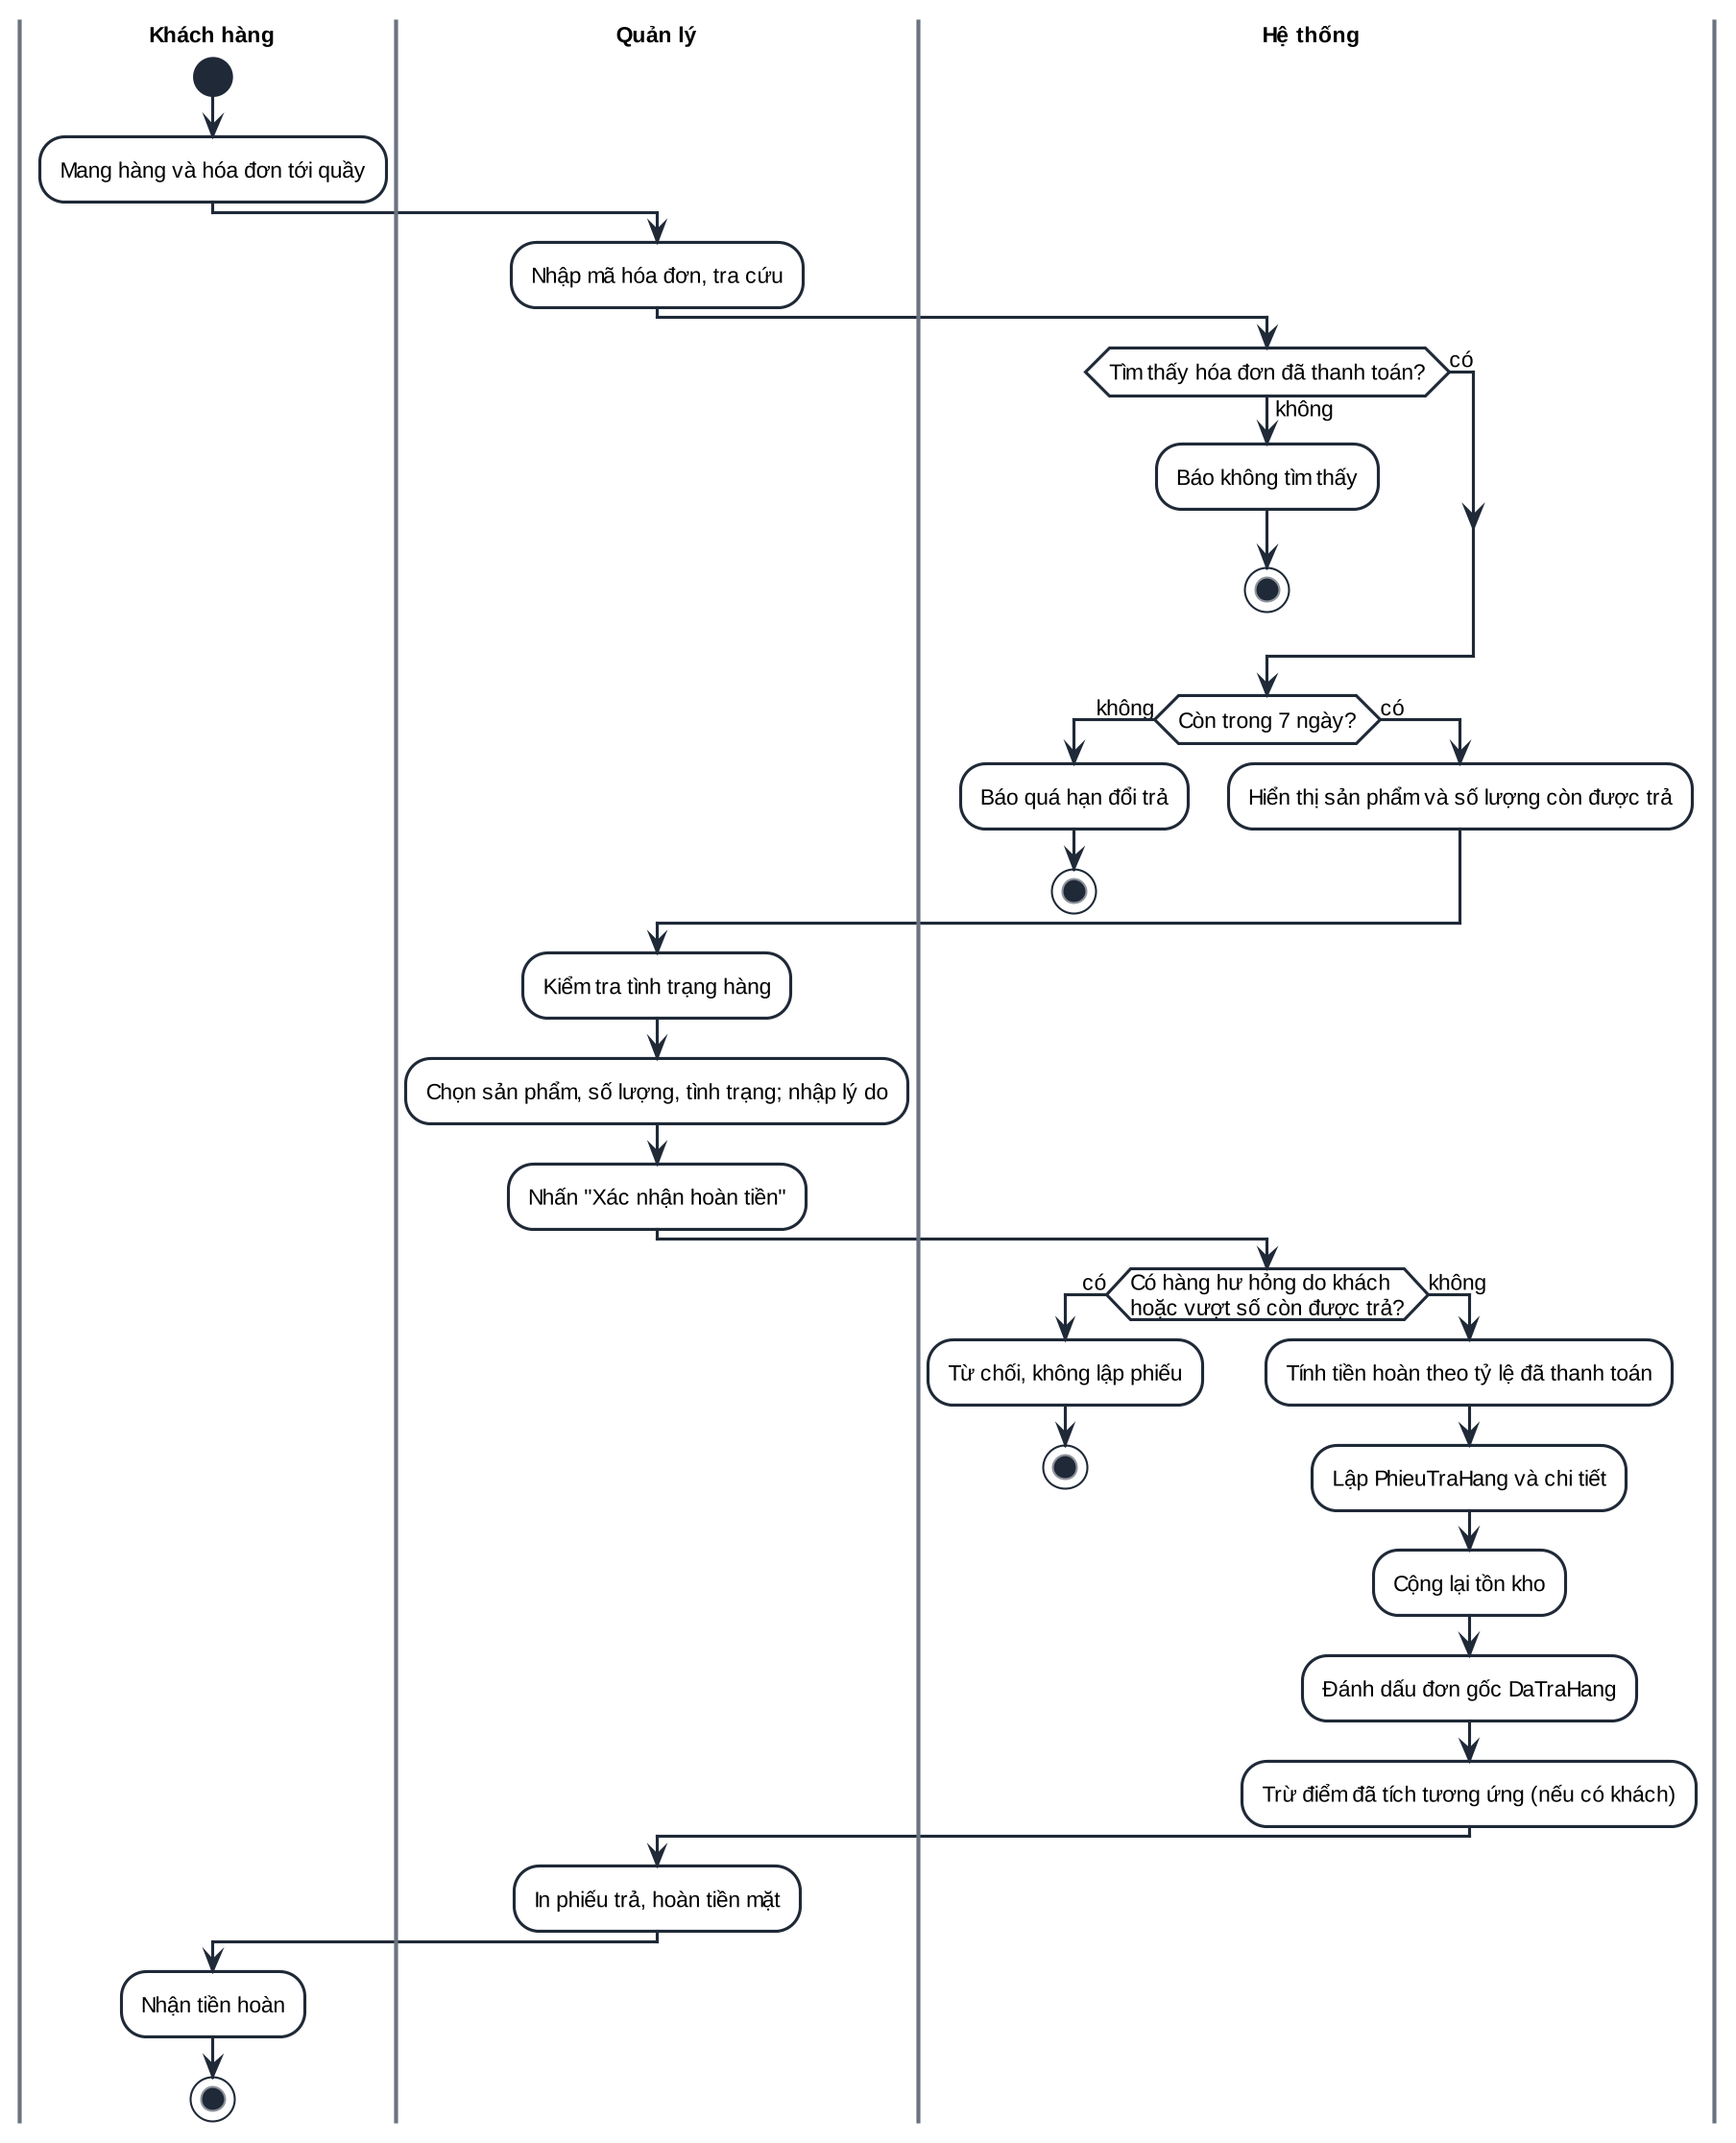 Khách hàng
Quản lý
Hệ thống
Mang hàng và hóa đơn tới quầy
Nhập mã hóa đơn, tra cứu
Tìm thấy hóa đơn đã thanh toán?
có
không
Báo không tìm thấy
không
Còn trong 7 ngày?
có
Báo quá hạn đổi trả
Hiển thị sản phẩm và số lượng còn được trả
Kiểm tra tình trạng hàng
Chọn sản phẩm, số lượng, tình trạng; nhập lý do
Nhấn "Xác nhận hoàn tiền"
có
Có hàng hư hỏng do khách
hoặc vượt số còn được trả?
không
Từ chối, không lập phiếu
Tính tiền hoàn theo tỷ lệ đã thanh toán
Lập PhieuTraHang và chi tiết
Cộng lại tồn kho
Đánh dấu đơn gốc DaTraHang
Trừ điểm đã tích tương ứng (nếu có khách)
In phiếu trả, hoàn tiền mặt
Nhận tiền hoàn